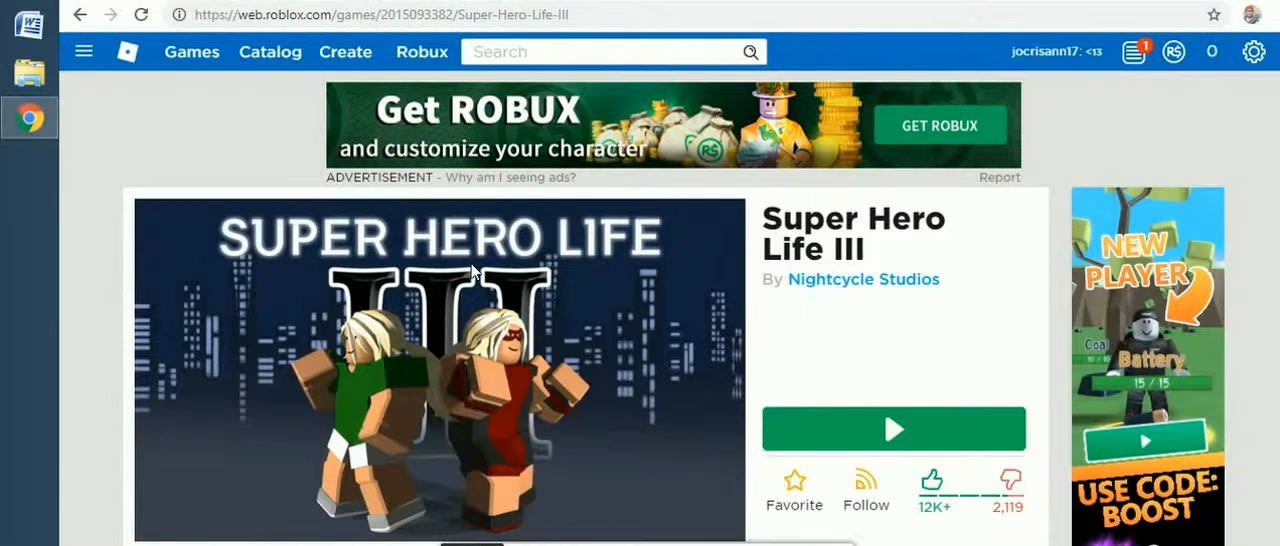 https://web.roblox.com/games/2015093382/Super-Hero-Life-III
Games Catalog Create Robux Search jocrisann17: <13 1 R$ 0
Get ROBUX
and customize your character
R$
GET ROBUX
ADVERTISEMENT - Why am I seeing ads? Report
SUPER HERO LIFE
III
Super Hero
Life III
By Nightcycle Studios
Favorite Follow 12K+ 2,119
NEW
PLAYER
Coal
Battery
15 / 15
USE CODE:
BOOST